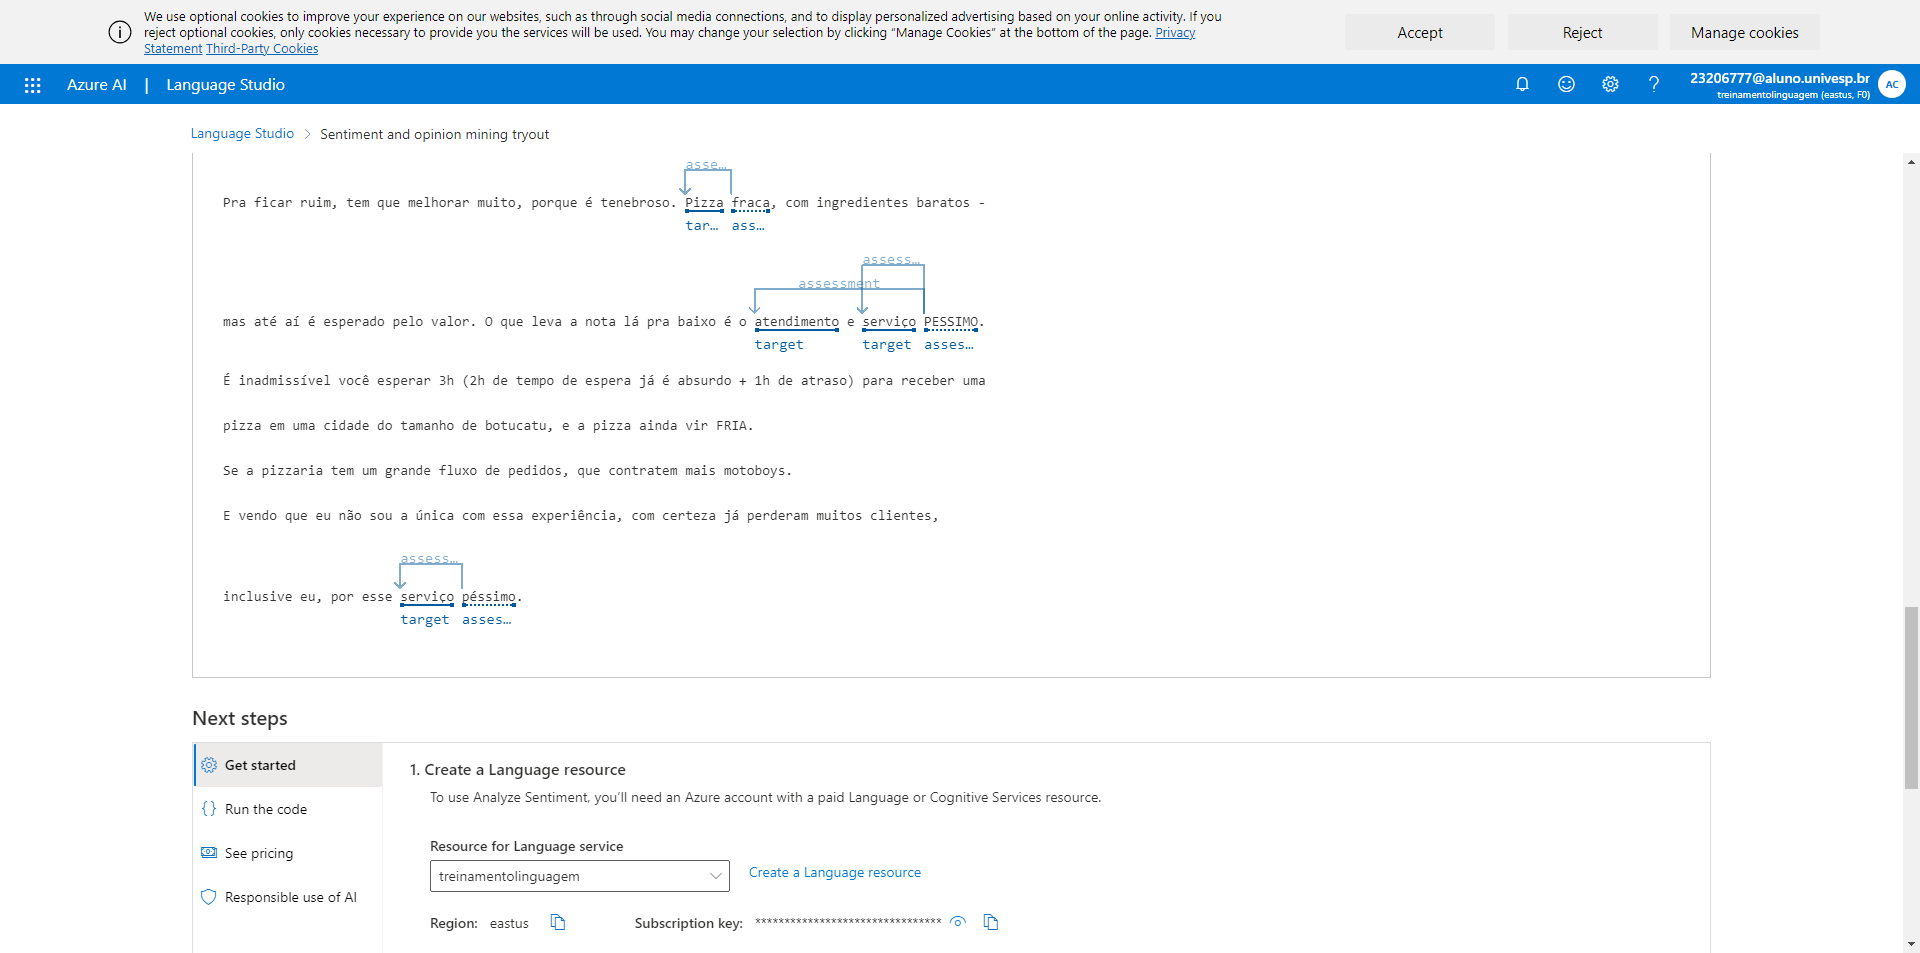 We use optional cookies to improve your experience on our websites, such as through social media connections, and to display personalized advertising based on your online activity. If you
reject optional cookies, only cookies necessary to provide you the services will be used. You may change your selection by clicking “Manage Cookies” at the bottom of the page. Privacy
Statement Third-Party Cookies
Accept
Reject
Manage cookies
Azure AI | Language Studio
23206777@aluno.univesp.br
treinamentolinguagem (eastus, F0)
AC
Language Studio > Sentiment and opinion mining tryout
asse…
Pra ficar ruim, tem que melhorar muito, porque é tenebroso. Pizza fraca, com ingredientes baratos -
tar… ass…
assess…
assessment
mas até aí é esperado pelo valor. O que leva a nota lá pra baixo é o atendimento e serviço PESSIMO.
target target asses…
É inadmissível você esperar 3h (2h de tempo de espera já é absurdo + 1h de atraso) para receber uma
pizza em uma cidade do tamanho de botucatu, e a pizza ainda vir FRIA.
Se a pizzaria tem um grande fluxo de pedidos, que contratem mais motoboys.
E vendo que eu não sou a única com essa experiência, com certeza já perderam muitos clientes,
assess…
inclusive eu, por esse serviço péssimo.
target asses…
Next steps
Get started
Run the code
See pricing
Responsible use of AI
1. Create a Language resource
To use Analyze Sentiment, you’ll need an Azure account with a paid Language or Cognitive Services resource.
Resource for Language service
treinamentolinguagem
Create a Language resource
Region: eastus
Subscription key: ********************************